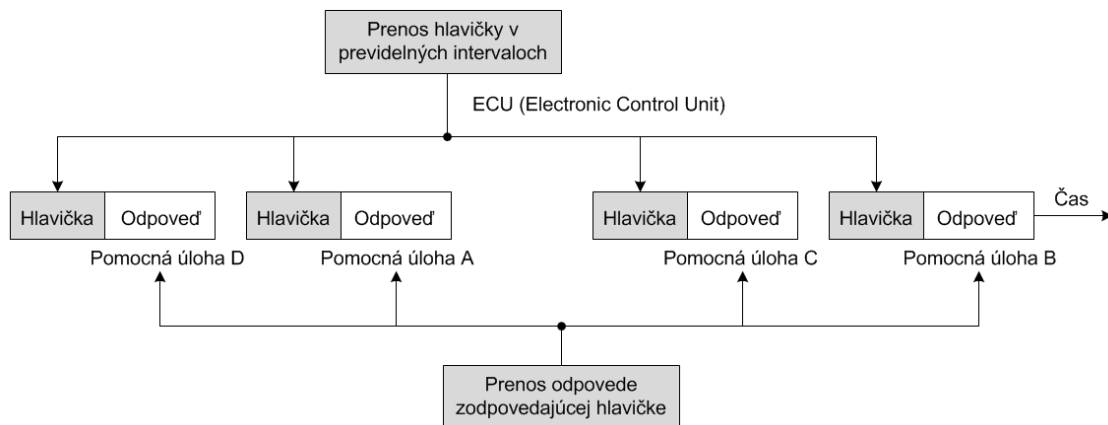 Prenos hlavičky v
previdelných intervaloch
ECU (Electronic Control Unit)
Hlavička Odpoveď Hlavička Odpoveď Hlavička Odpoveď Hlavička Odpoveď Čas
Pomocná úloha D Pomocná úloha A Pomocná úloha C Pomocná úloha B
Prenos odpovede
zodpovedajúcej hlavičke